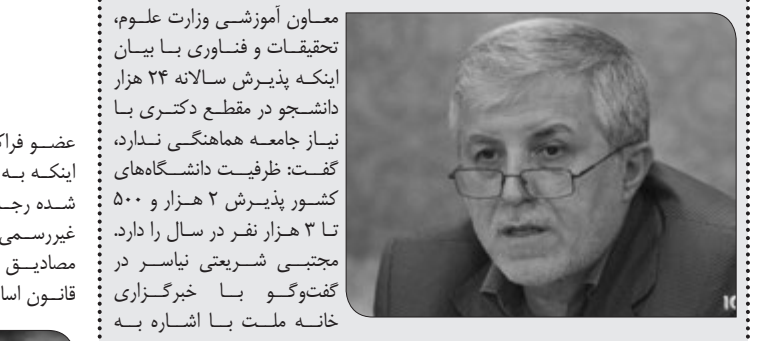 معاون آموزشی وزارت علوم،
تحقیقات و فناوری با بیان
اینکه پذیرش سالانه ۲۴ هزار
دانشجو در مقطع دکتری با
نیاز جامعه هماهنگی ندارد،
گفت: ظرفیت دانشگاه‌های
کشور پذیرش ۲ هزار و ۵۰۰
تا ۳ هزار نفر در سال را دارد.
مجتبی شریعتی نیاسر در
گفت‌وگو با خبرگزاری
خانه ملت با اشاره به
عضو
اینکه به
شده
غیررسمی
مصادیق
قانون